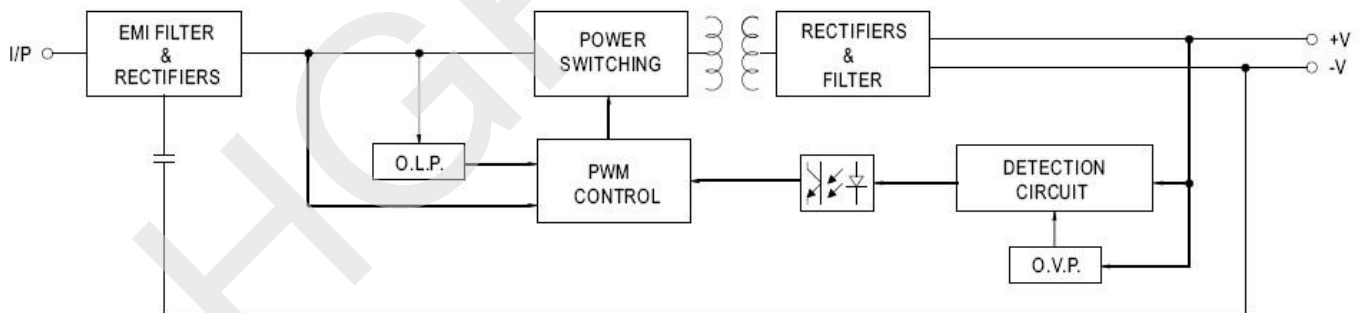 I/P
EMI FILTER
&
RECTIFIERS
POWER
SWITCHING
RECTIFIERS
&
FILTER
+V
-V
O.L.P.
PWM
CONTROL
DETECTION
CIRCUIT
O.V.P.